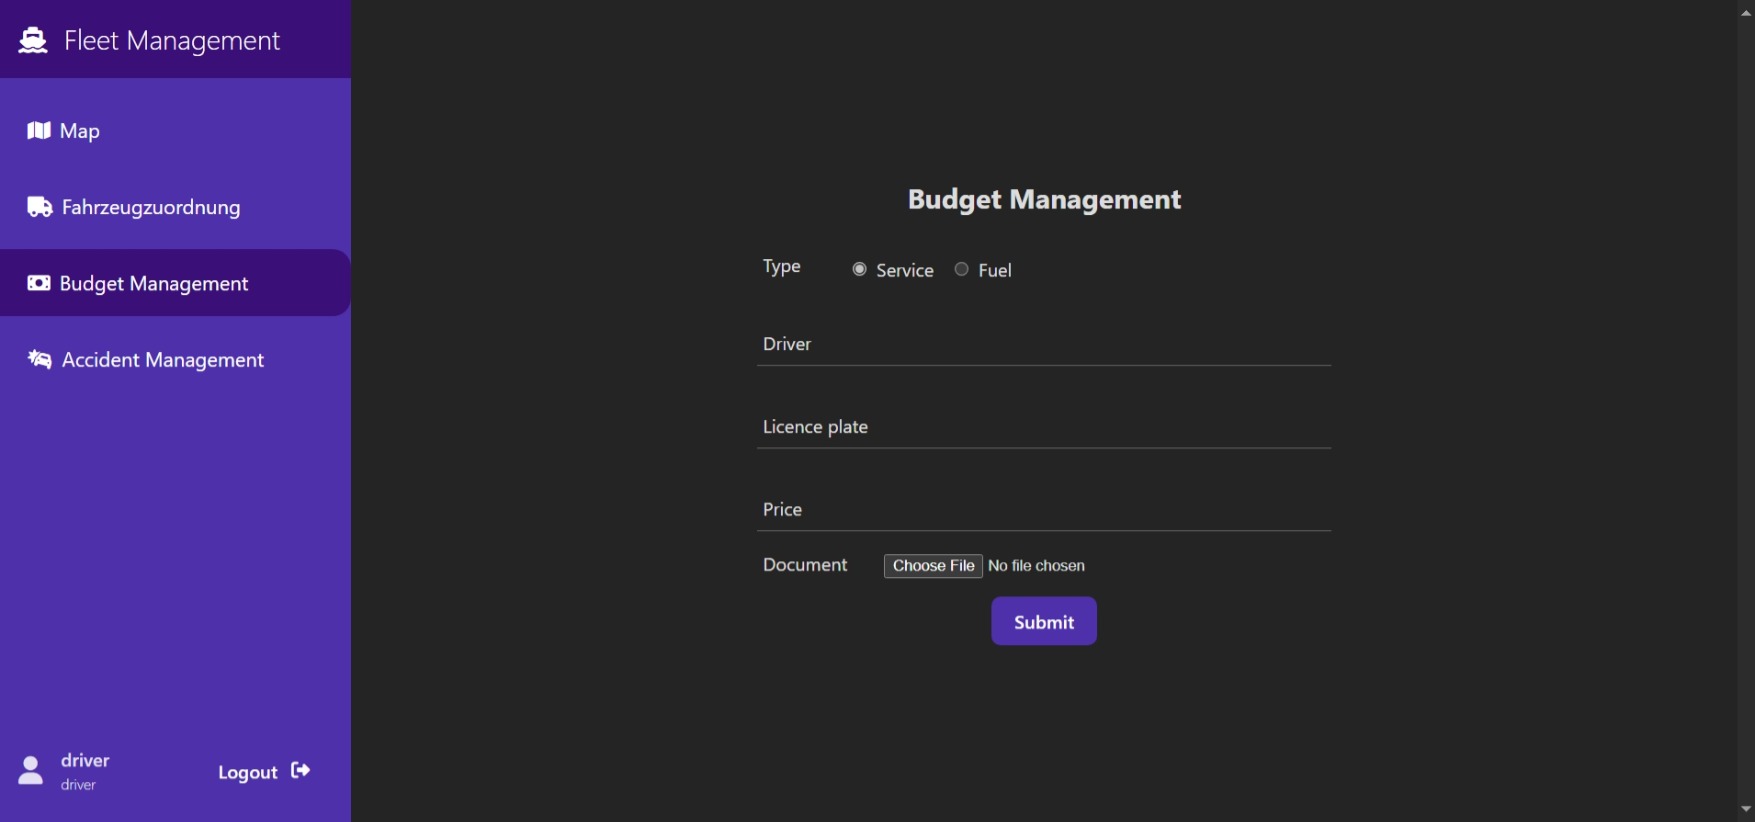 Fleet Management
Map
Fahrzeugzuordnung
Budget Management
Accident Management
driver
driver
Logout
Budget Management
Type Service Fuel
Driver
Licence plate
Price
Document Choose File No file chosen
Submit